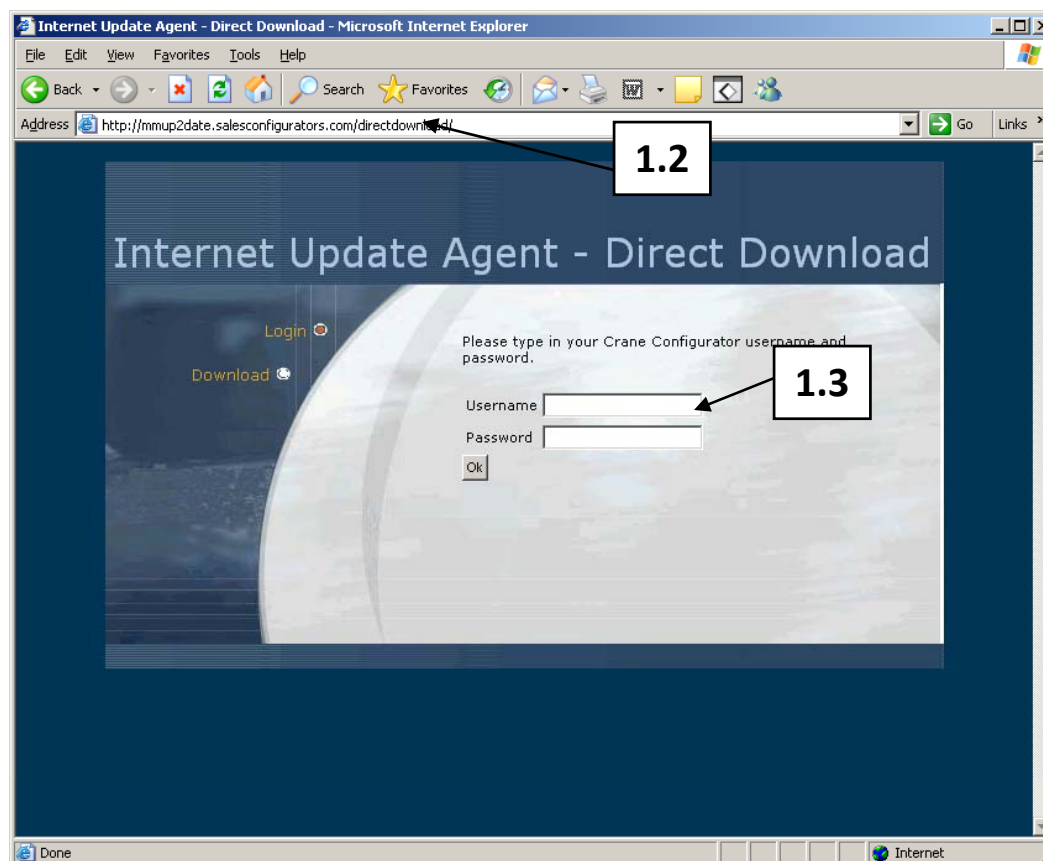 Internet Update Agent - Direct Download - Microsoft Internet Explorer
File Edit View Favorites Tools Help
Back Search Favorites
Address http://mmup2date.salesconfigurators.com/directdownload/ Go Links
1.2
Internet Update Agent - Direct Download
Login
Please type in your Crane Configurator username and
password.
Download
1.3
Username
Password
Ok
Done Internet